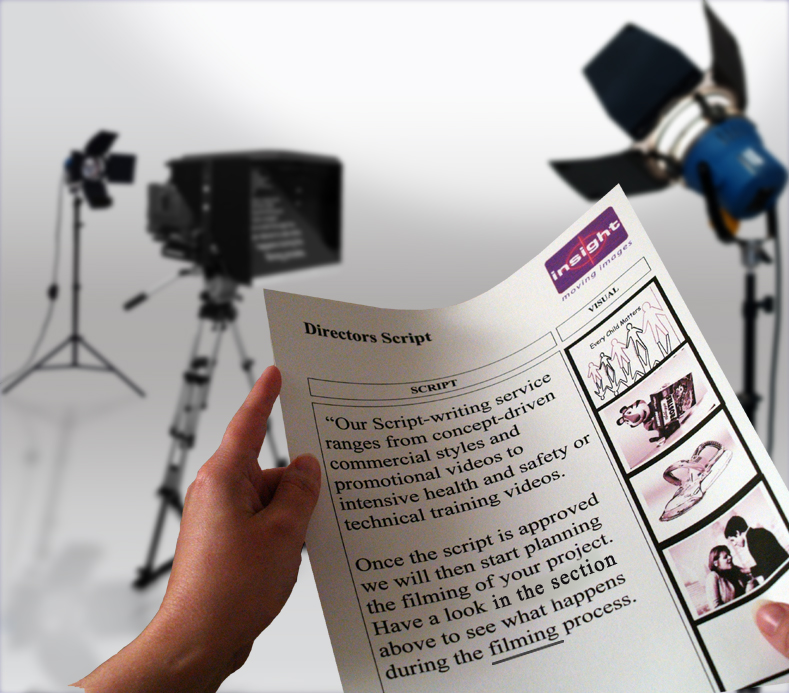 insight
moving images
Directors Script
VISUAL
SCRIPT
Every Child Matters
“Our Script-writing service
ranges from concept-driven
commercial styles and
promotional videos to
intensive health and safety or
technical training videos.
Once the script is approved
we will then start planning
the filming of your project.
Have a look in the section
above to see what happens
during the filming process.